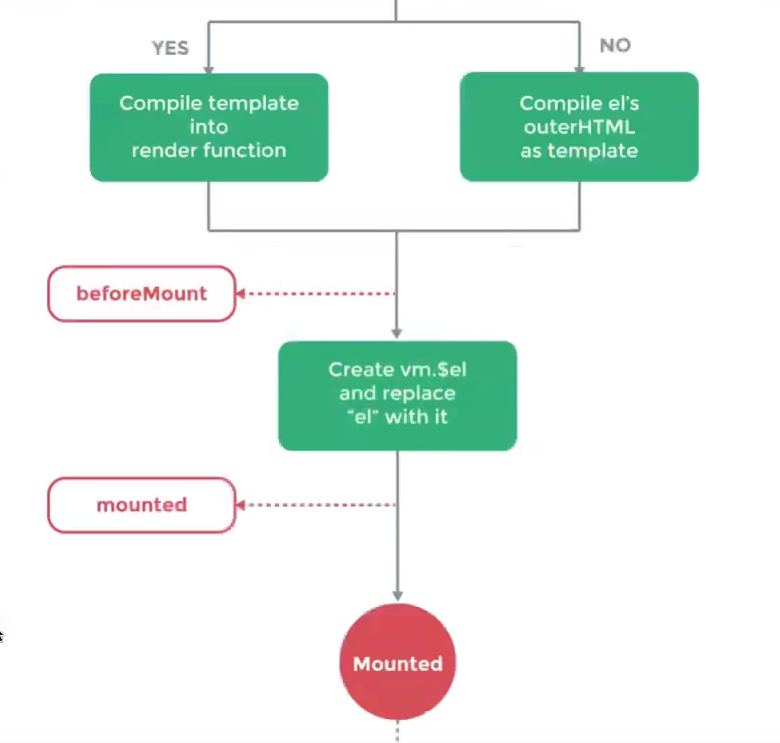 YES
NO
Compile template
into
render function
Compile el's
outerHTML
as template
beforeMount
Create vm.$el
and replace
"el" with it
mounted
Mounted